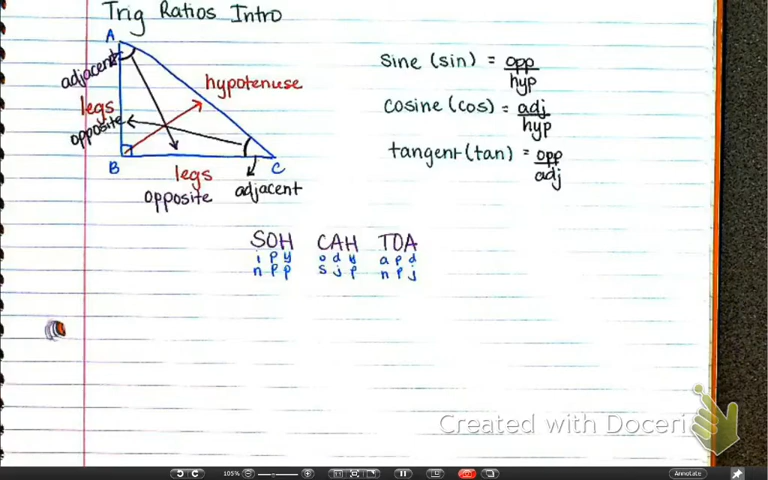 Trig Ratios Intro
A
adjacent
hypotenuse
legs
opposite
B
C
legs
opposite
adjacent
sine (sin) = opp
hyp
cosine (cos) = adj
hyp
tangent (tan) = opp
adj
SOH CAH TOA
i p y o d y a p d
n p p s j p n p j
Created with Doceri
105%
Annotate